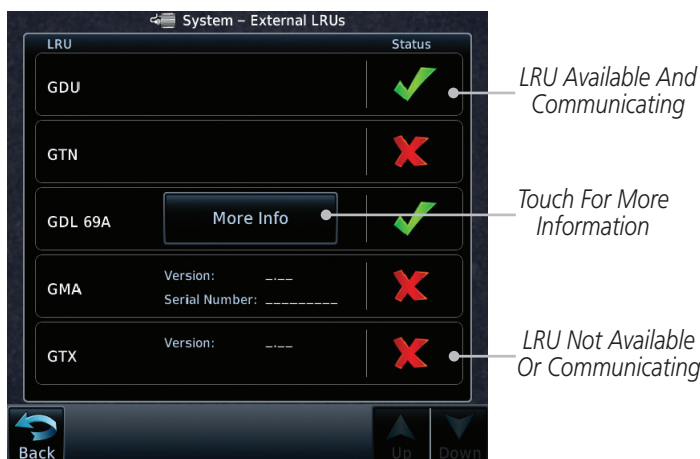 System – External LRUs
LRU Status
GDU
LRU Available And
Communicating
GTN
GDL 69A More Info
Touch For More
Information
GMA Version: _.__
Serial Number: _________
GTX Version: _.__
LRU Not Available
Or Communicating
Back Up Down